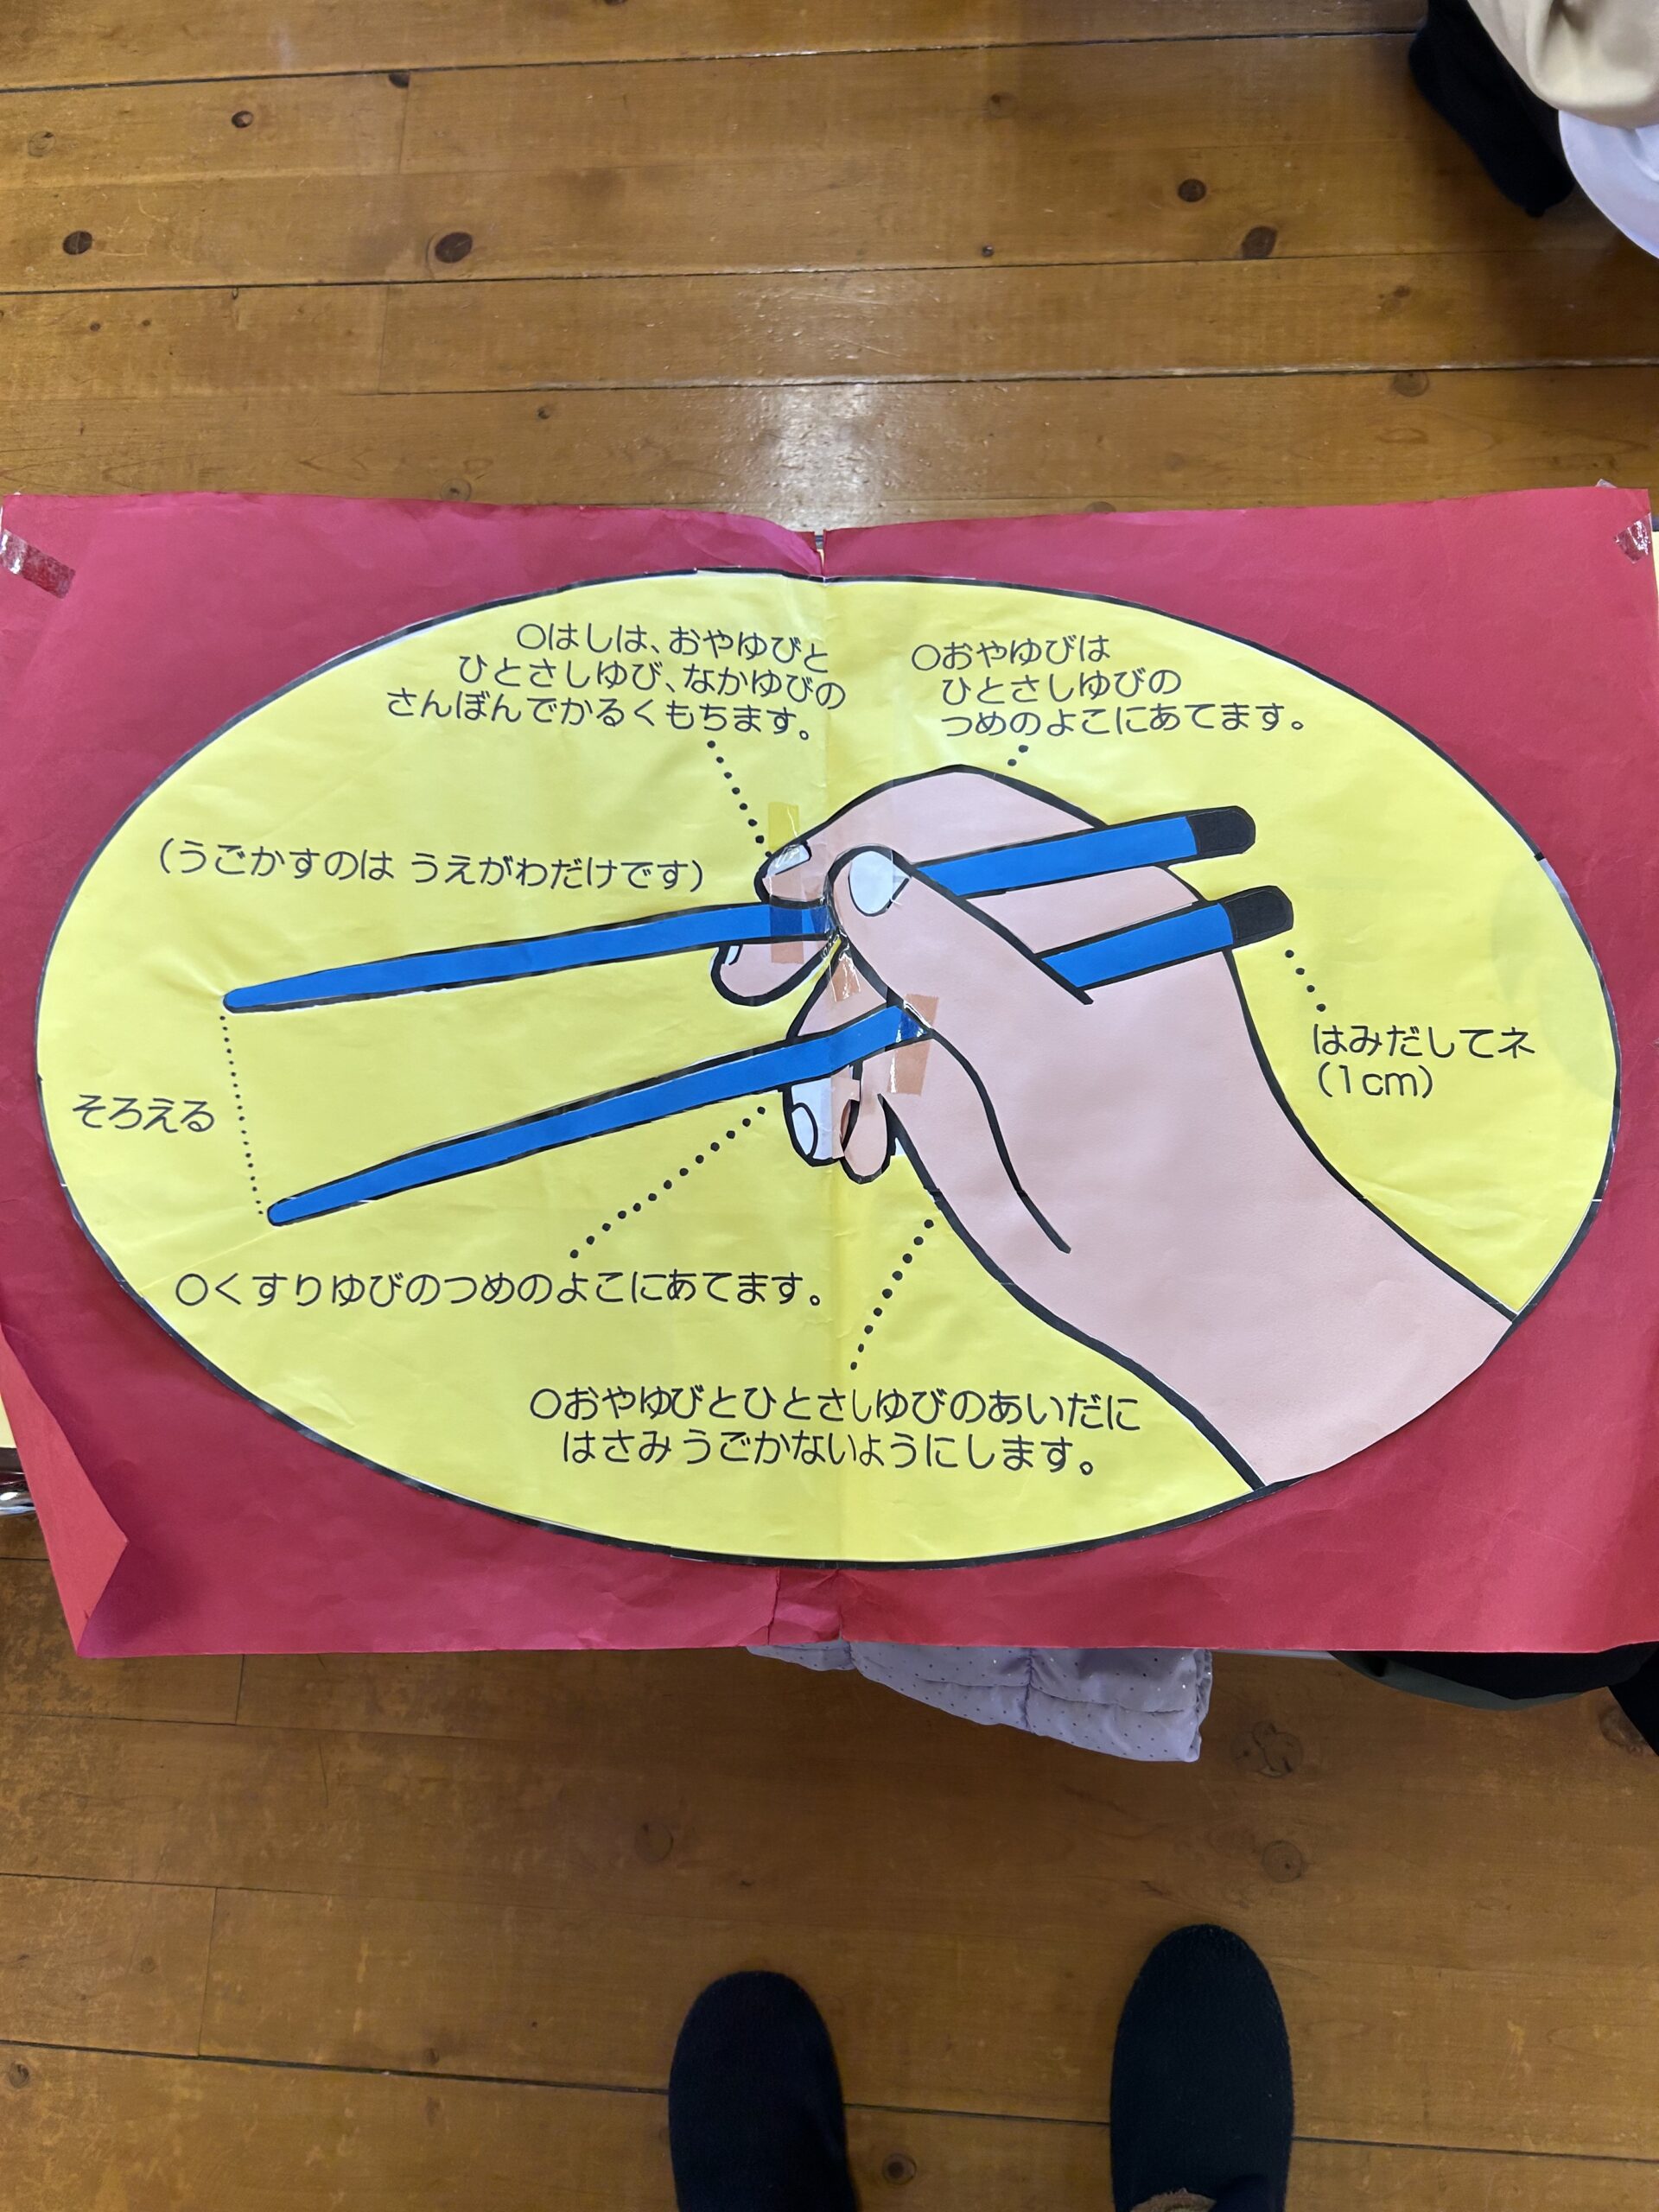 ○はしは、おやゆびと
ひとさしゆび、なかゆびの
さんぼんでかるくもちます。
○おやゆびは
ひとさしゆびの
つめのよこにあてます。
(うごかすのは うえがわだけです)
はみだしてネ
(1cm)
そろえる
○くすりゆびのつめのよこにあてます。
○おやゆびとひとさしゆびのあいだに
はさみうごかないようにします。